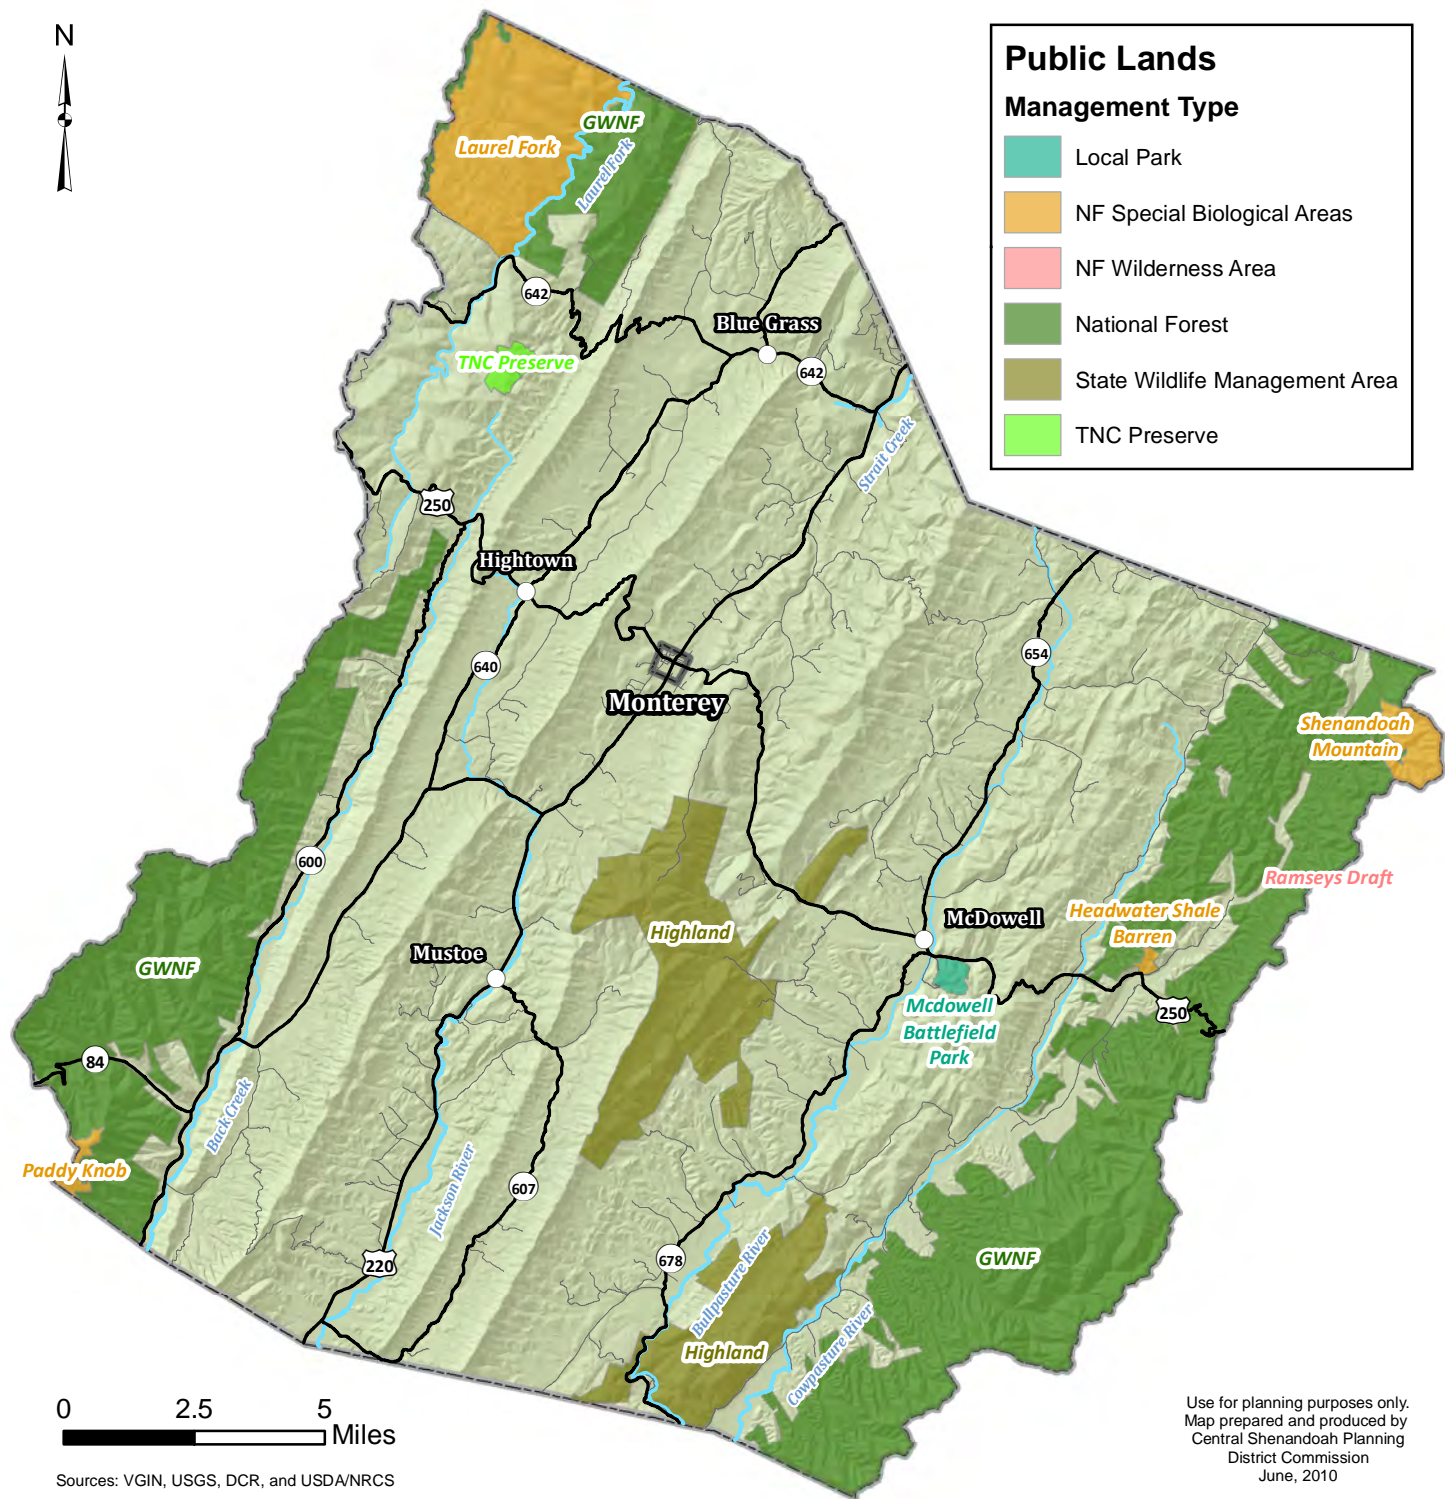 N
Public Lands
Management Type
Local Park
NF Special Biological Areas
NF Wilderness Area
National Forest
State Wildlife Management Area
TNC Preserve
GWNF
Laurel Fork
Laurel Fork
642
Blue Grass
TNC Preserve
642
Strait Creek
250
Hightown
640
654
Monterey
Shenandoah
Mountain
600
Ramseys Draft
Headwater Shale
Barren
McDowell
Highland
Mustoe
GWNF
Mcdowell
Battlefield
Park
250
84
Back Creek
Paddy Knob
Jackson River
607
678
220
Bullpasture River
GWNF
Highland
Cowpasture River
0 2.5 5
Miles
Sources: VGIN, USGS, DCR, and USDA/NRCS
Use for planning purposes only.
Map prepared and produced by
Central Shenandoah Planning
District Commission
June, 2010